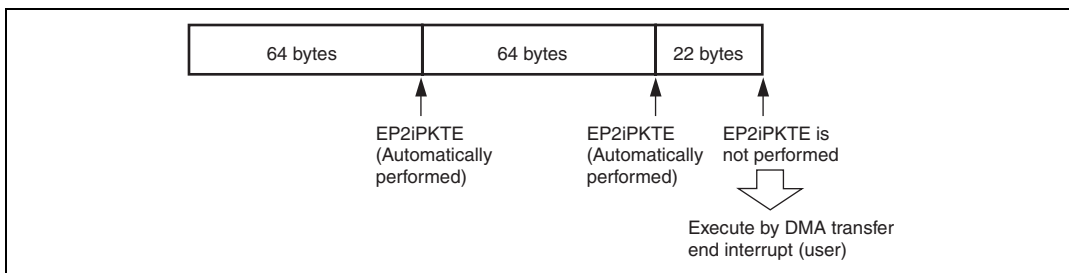 64 bytes
64 bytes
22 bytes
EP2iPKTE
(Automatically
performed)
EP2iPKTE
(Automatically
performed)
EP2iPKTE is
not performed
Execute by DMA transfer
end interrupt (user)